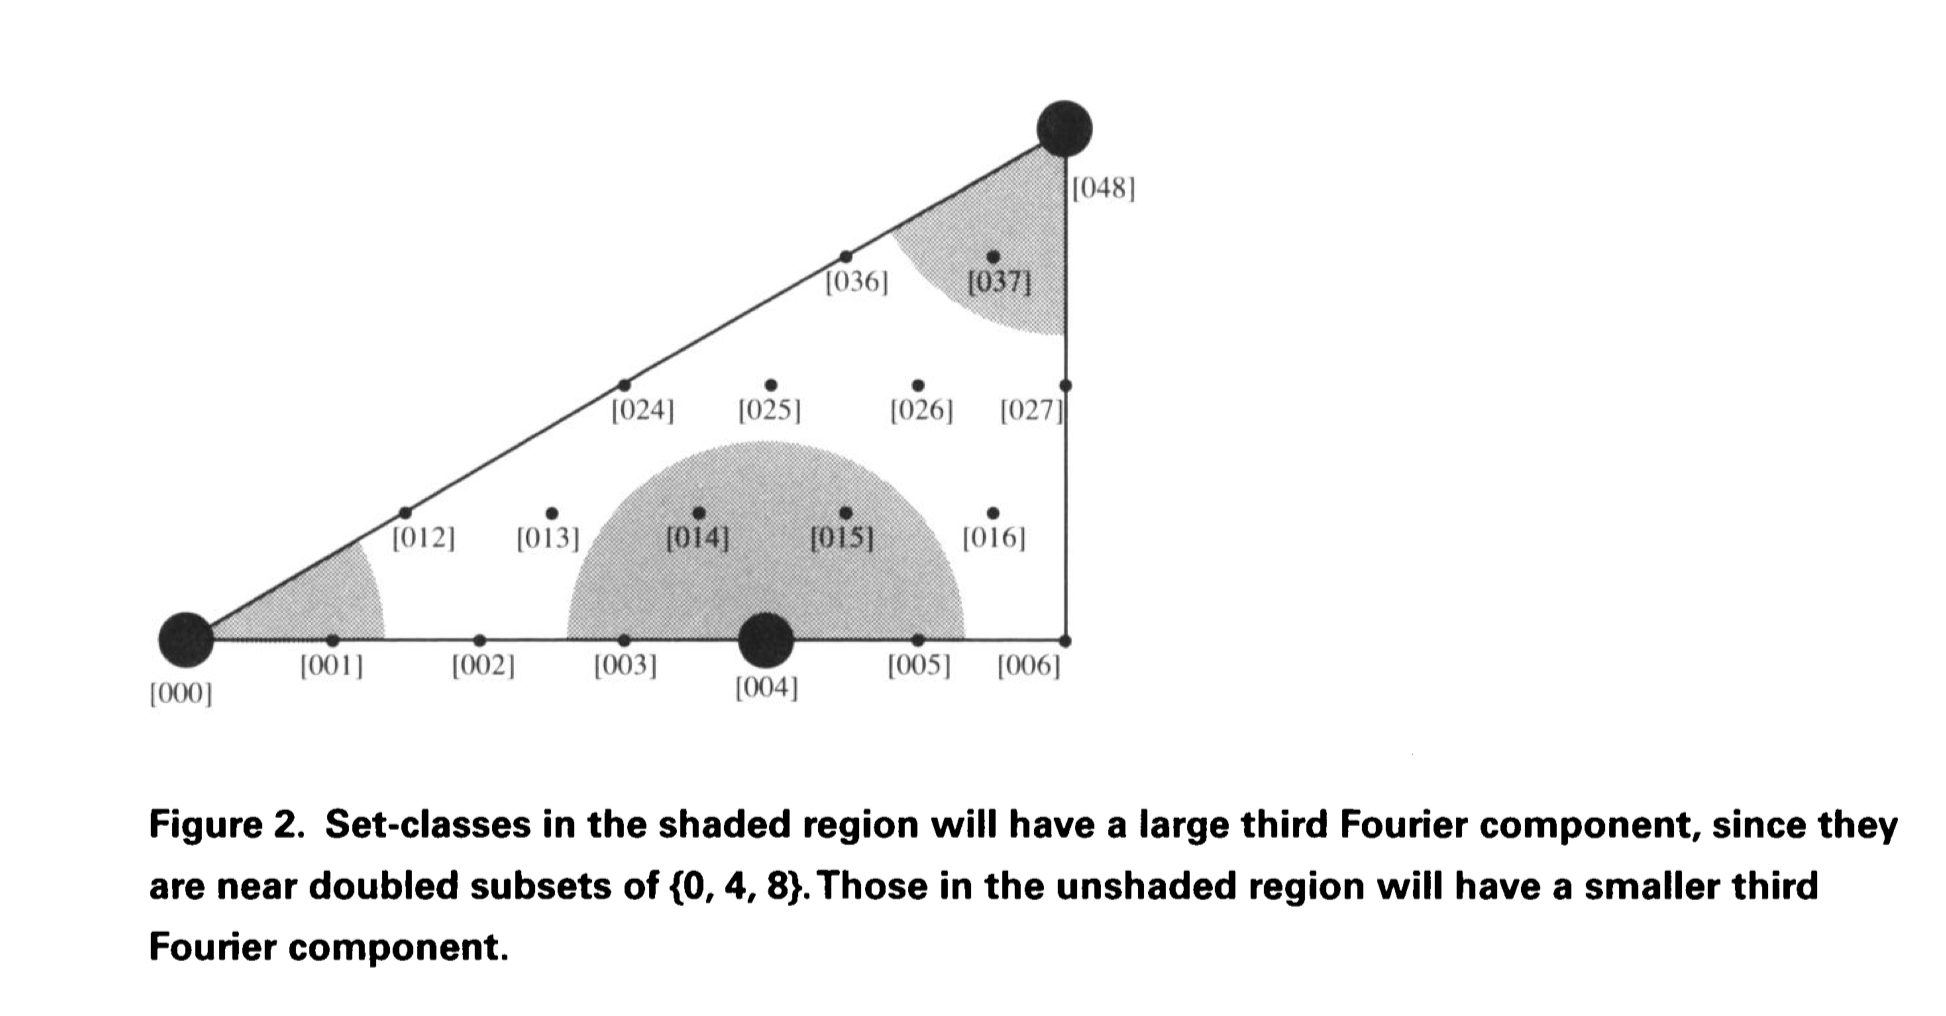 [048]
[036] [037]
[024] [025] [026] [027]
[012] [013] [014] [015] [016]
[001] [002] [003] [005] [006]
[000] [004]
Figure 2. Set-classes in the shaded region will have a large third Fourier component, since they
are near doubled subsets of {0, 4, 8}. Those in the unshaded region will have a smaller third
Fourier component.